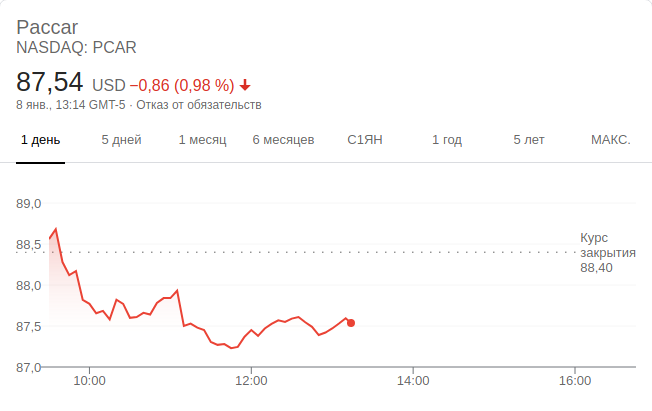 Paccar
NASDAQ: PCAR
87,54 USD −0,86 (0,98 %)
8 янв., 13:14 GMT-5 · Отказ от обязательств
1 день 5 дней 1 месяц 6 месяцев С1ЯН 1 год 5 лет МАКС.
89,0
88,5
88,0
87,5
87,0
Курс
закрытия
88,40
10:00 12:00 14:00 16:00